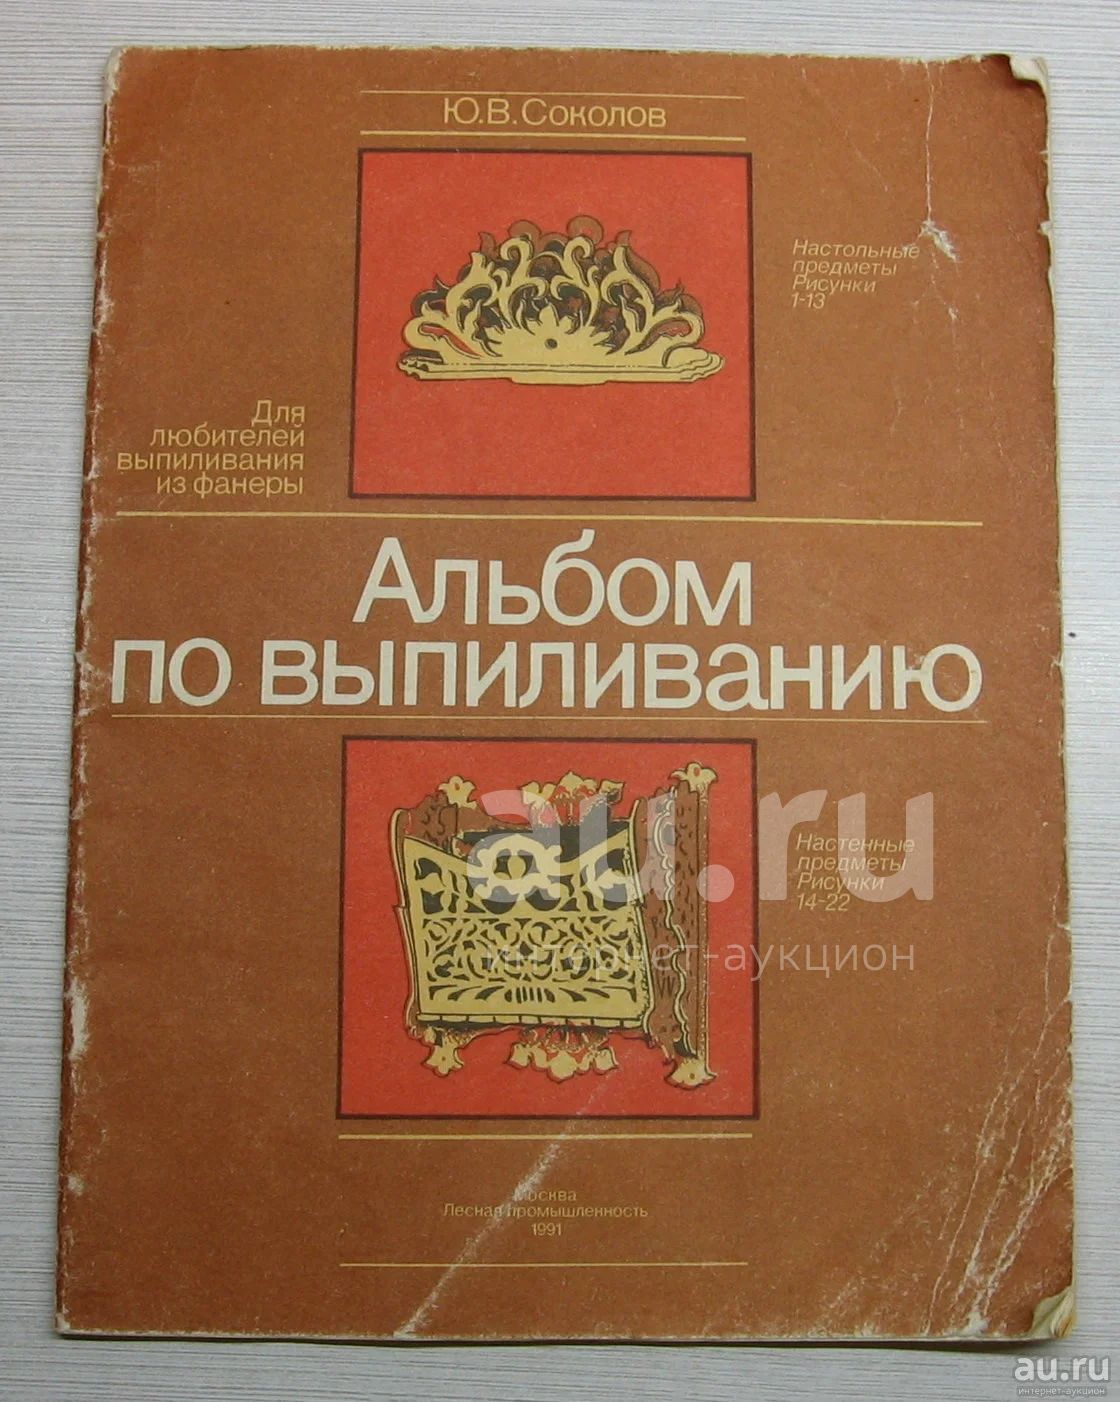 Ю.В.Соколов
Настольные
предметы
Рисунки
1-13
Для
любителей
выпиливания
из фанеры
Альбом
по выпиливанию
au.ru
интернет-аукцион
Настенные
предметы
Рисунки
14-22
Москва
Лесная промышленность
1991
au.ru
интернет-аукцион